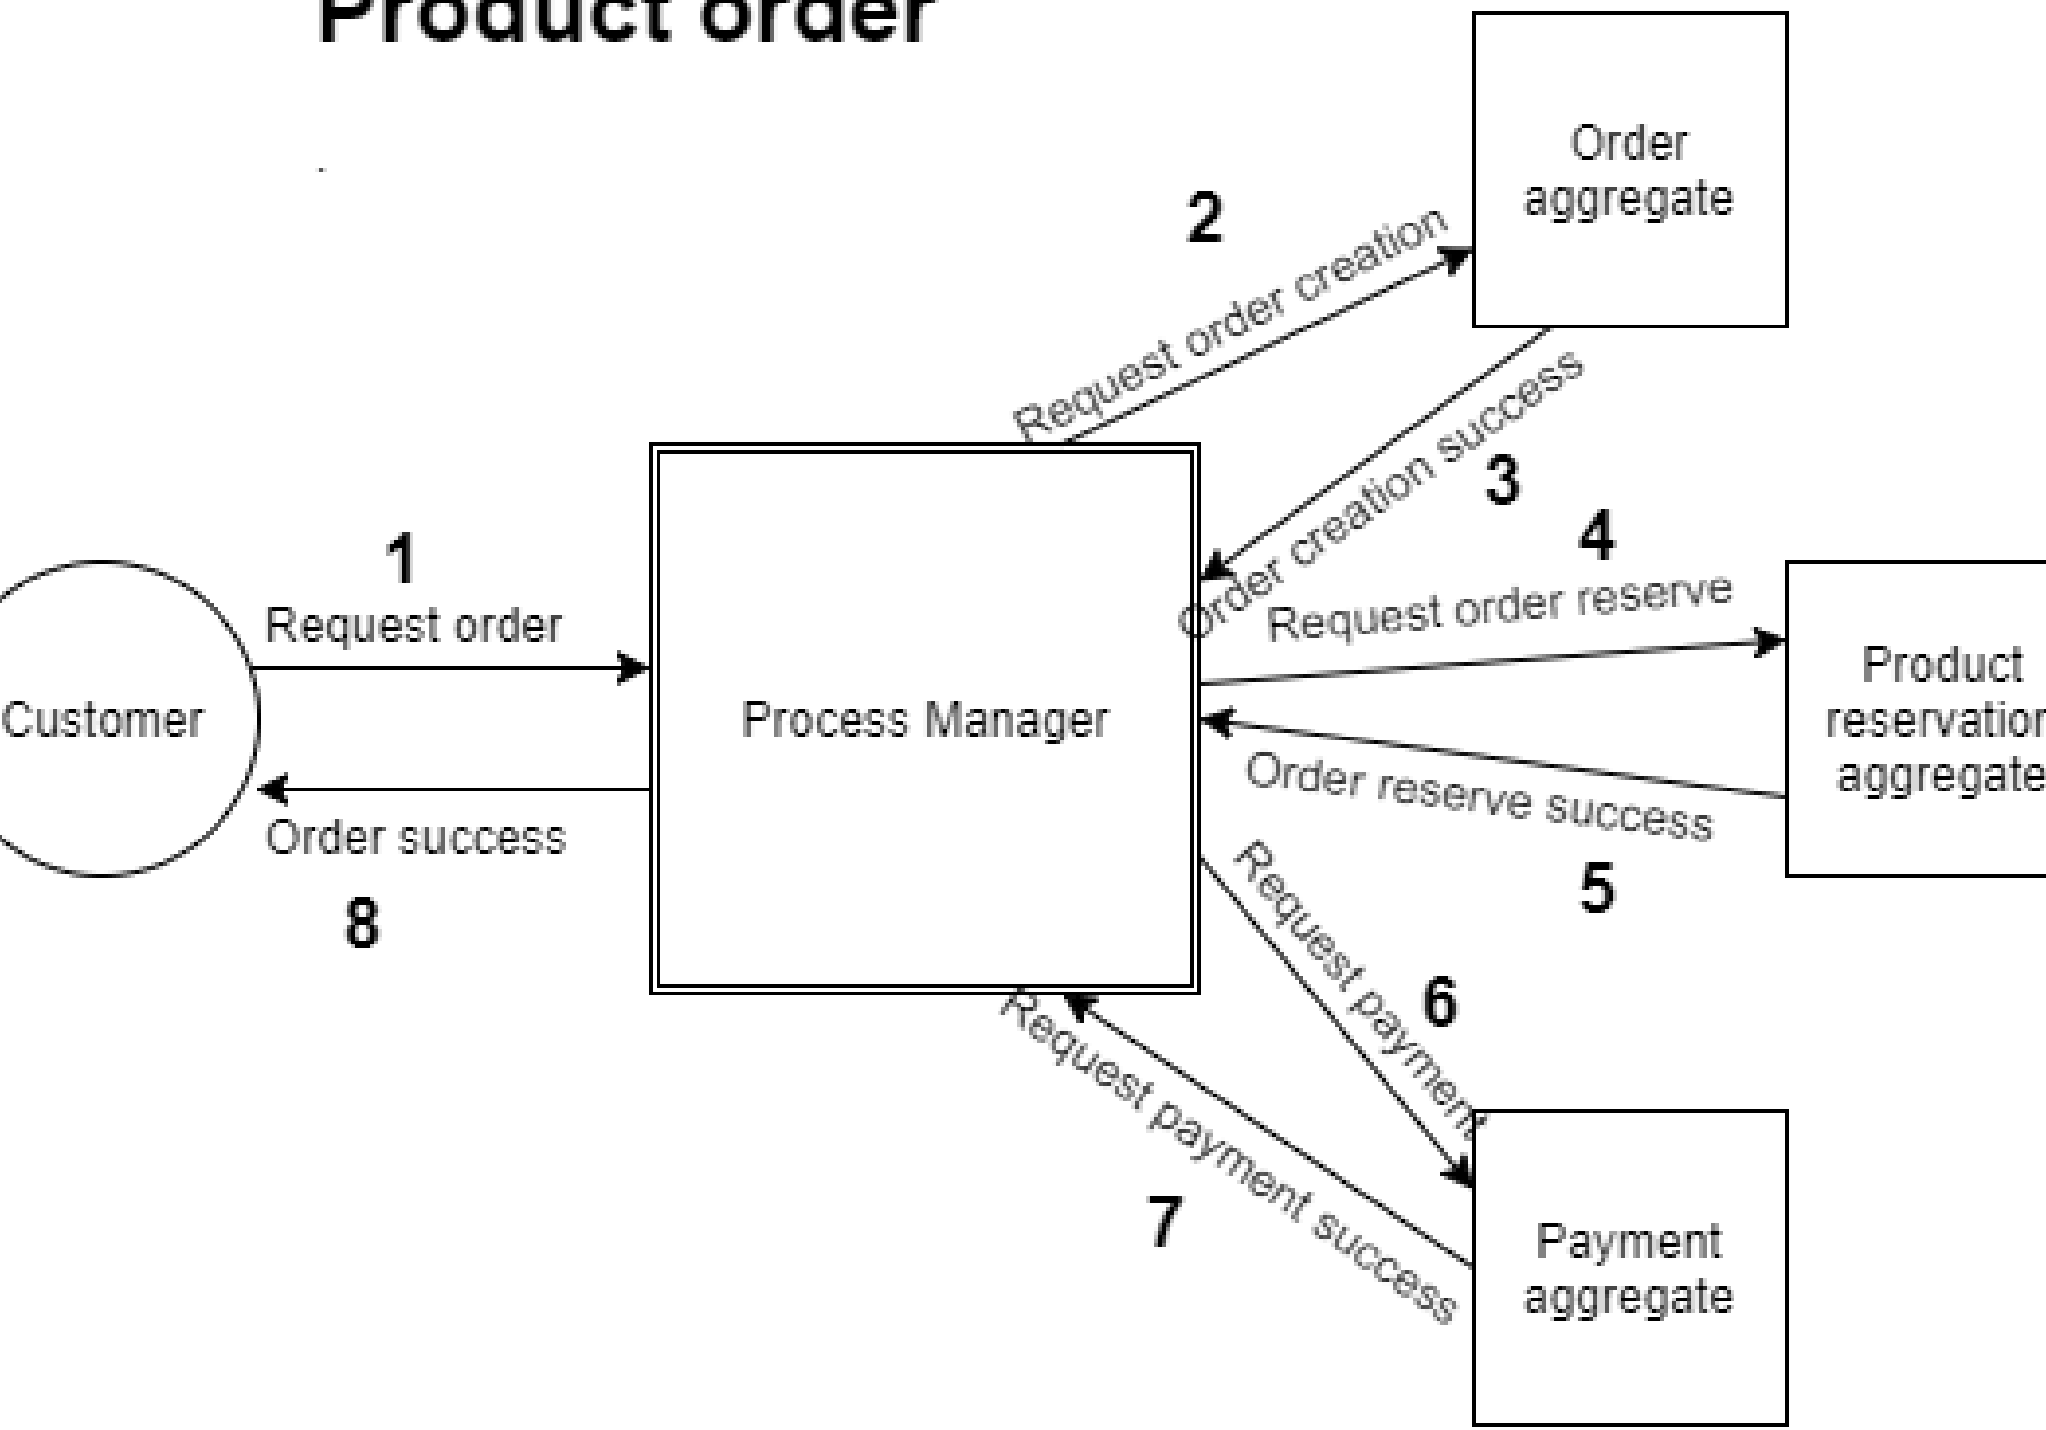 Product order
Order
aggregate
2
Request order creation
Order creation success
3
4
1
Request order reserve
Request order
Product
reservation
aggregate
Customer
Process Manager
Order reserve success
Order success
5
8
Request payment
6
Request payment success
7
Payment
aggregate